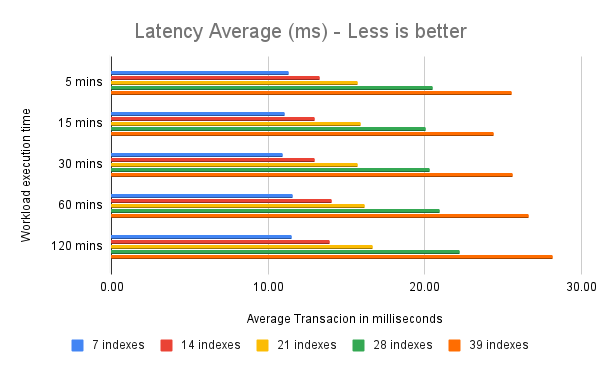 Latency Average (ms) - Less is better
Workload execution time
5 mins
15 mins
30 mins
60 mins
120 mins
0.00 10.00 20.00 30.00
Average Transacion in milliseconds
7 indexes 14 indexes 21 indexes 28 indexes 39 indexes